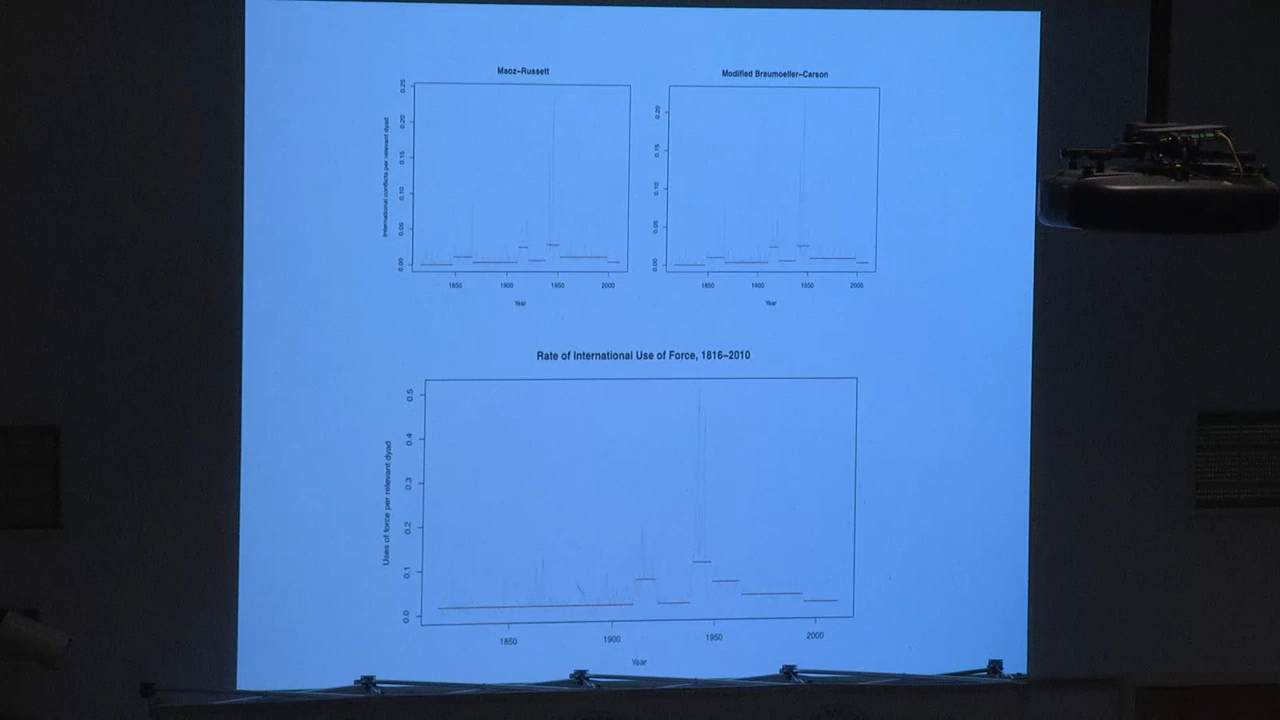 Maoz-Russett
International conflicts per relevant dyad
0.25
0.20
0.15
0.10
0.05
0.00
1850 1900 1950 2000
Year
Modified Braumoeller-Carson
0.20
0.15
0.10
0.05
0.00
1850 1900 1950 2000
Year
Rate of International Use of Force, 1816-2010
Uses of force per relevant dyad
0.5
0.4
0.3
0.2
0.1
0.0
1850 1900 1950 2000
Year